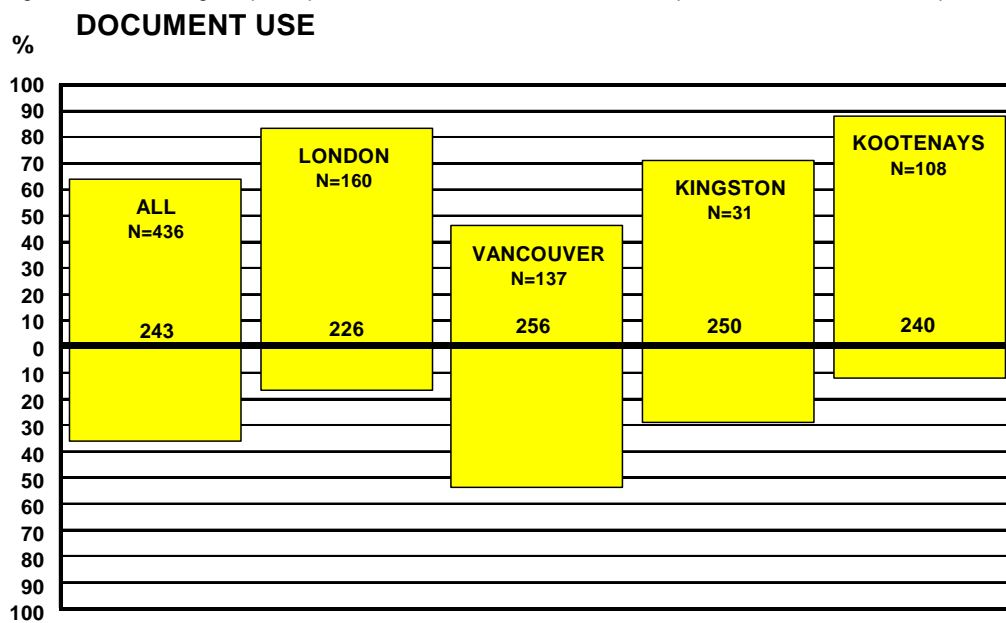 DOCUMENT USE
%
100
90
80
70
60
50
40
30
20
10
0
10
20
30
40
50
60
70
80
90
100
ALL
N=436
243
LONDON
N=160
226
VANCOUVER
N=137
256
KINGSTON
N=31
250
KOOTENAYS
N=108
240